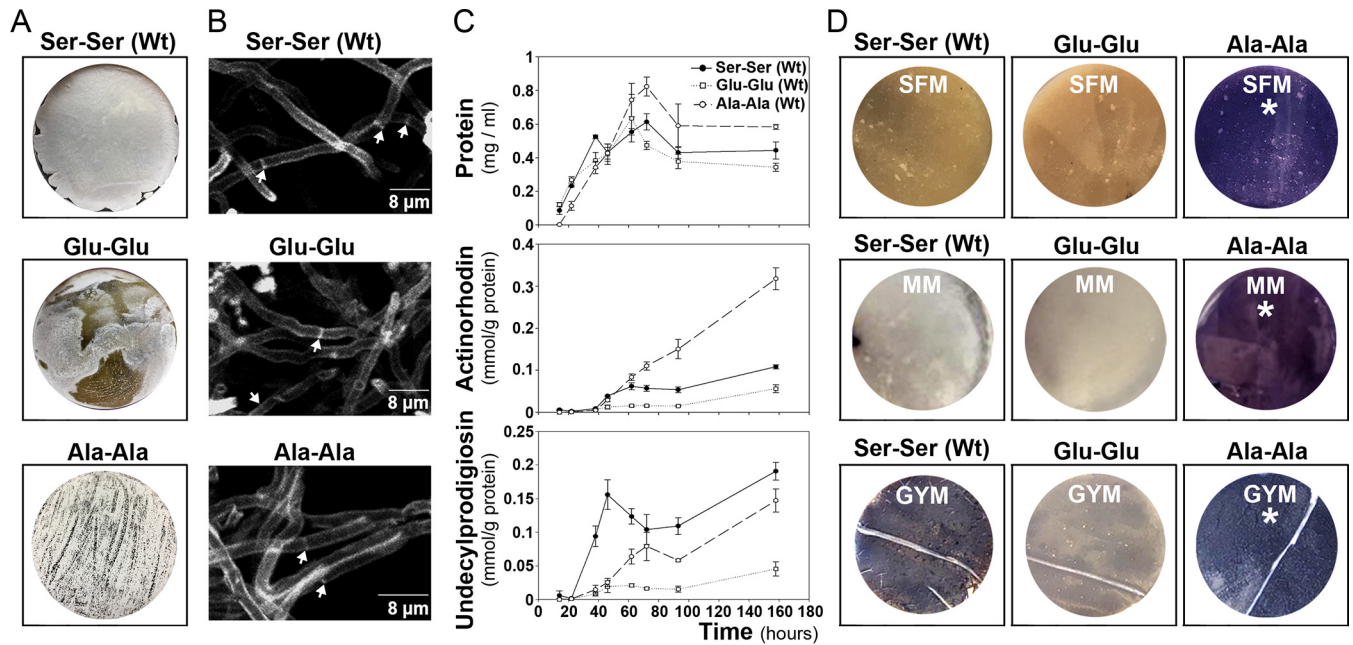 A
Ser-Ser (Wt)
Glu-Glu
Ala-Ala
B
Ser-Ser (Wt)
8 µm
Glu-Glu
8 µm
Ala-Ala
8 µm
C
Protein
(mg / ml)
1
0.8
0.6
0.4
0.2
0
Ser-Ser (Wt)
Glu-Glu (Wt)
Ala-Ala (Wt)
Actinorhodin
(mmol/g protein)
0.4
0.3
0.2
0.1
0
Undecylprodigiosin
(mmol/g protein)
0.25
0.2
0.15
0.1
0.05
0
0 20 40 60 80 100 120 140 160 180
Time (hours)
D
Ser-Ser (Wt) Glu-Glu Ala-Ala
SFM SFM SFM
*
Ser-Ser (Wt) Glu-Glu Ala-Ala
MM MM MM
*
Ser-Ser (Wt) Glu-Glu Ala-Ala
GYM GYM GYM
*